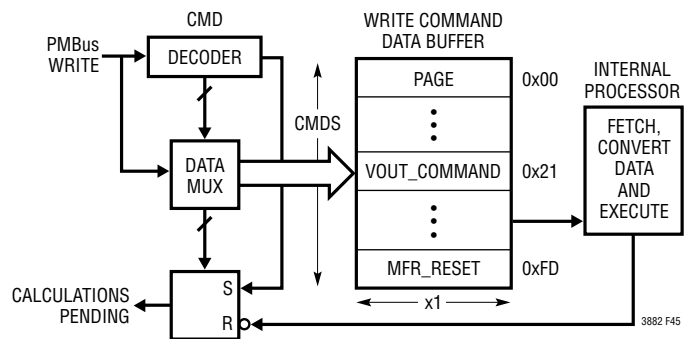 CMD
PMBus
WRITE
DECODER
DATA
MUX
CMDS
S
R
CALCULATIONS
PENDING
WRITE COMMAND
DATA BUFFER
PAGE
0x00
VOUT_COMMAND
0x21
MFR_RESET
0xFD
x1
INTERNAL
PROCESSOR
FETCH,
CONVERT
DATA
AND
EXECUTE
3882 F45